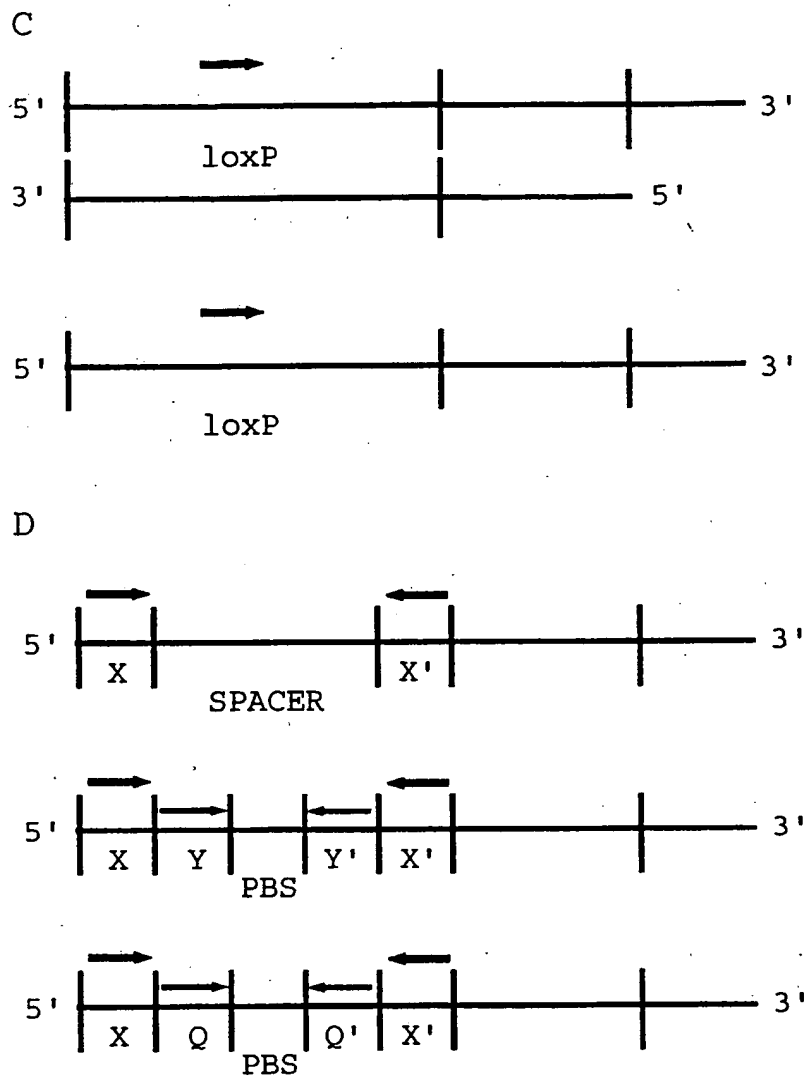 C
5' 3'
loxP
3' 5'
5' 3'
loxP
D
5' 3'
X X'
SPACER
5' 3'
X Y Y' X'
PBS
5' 3'
X Q Q' X'
PBS